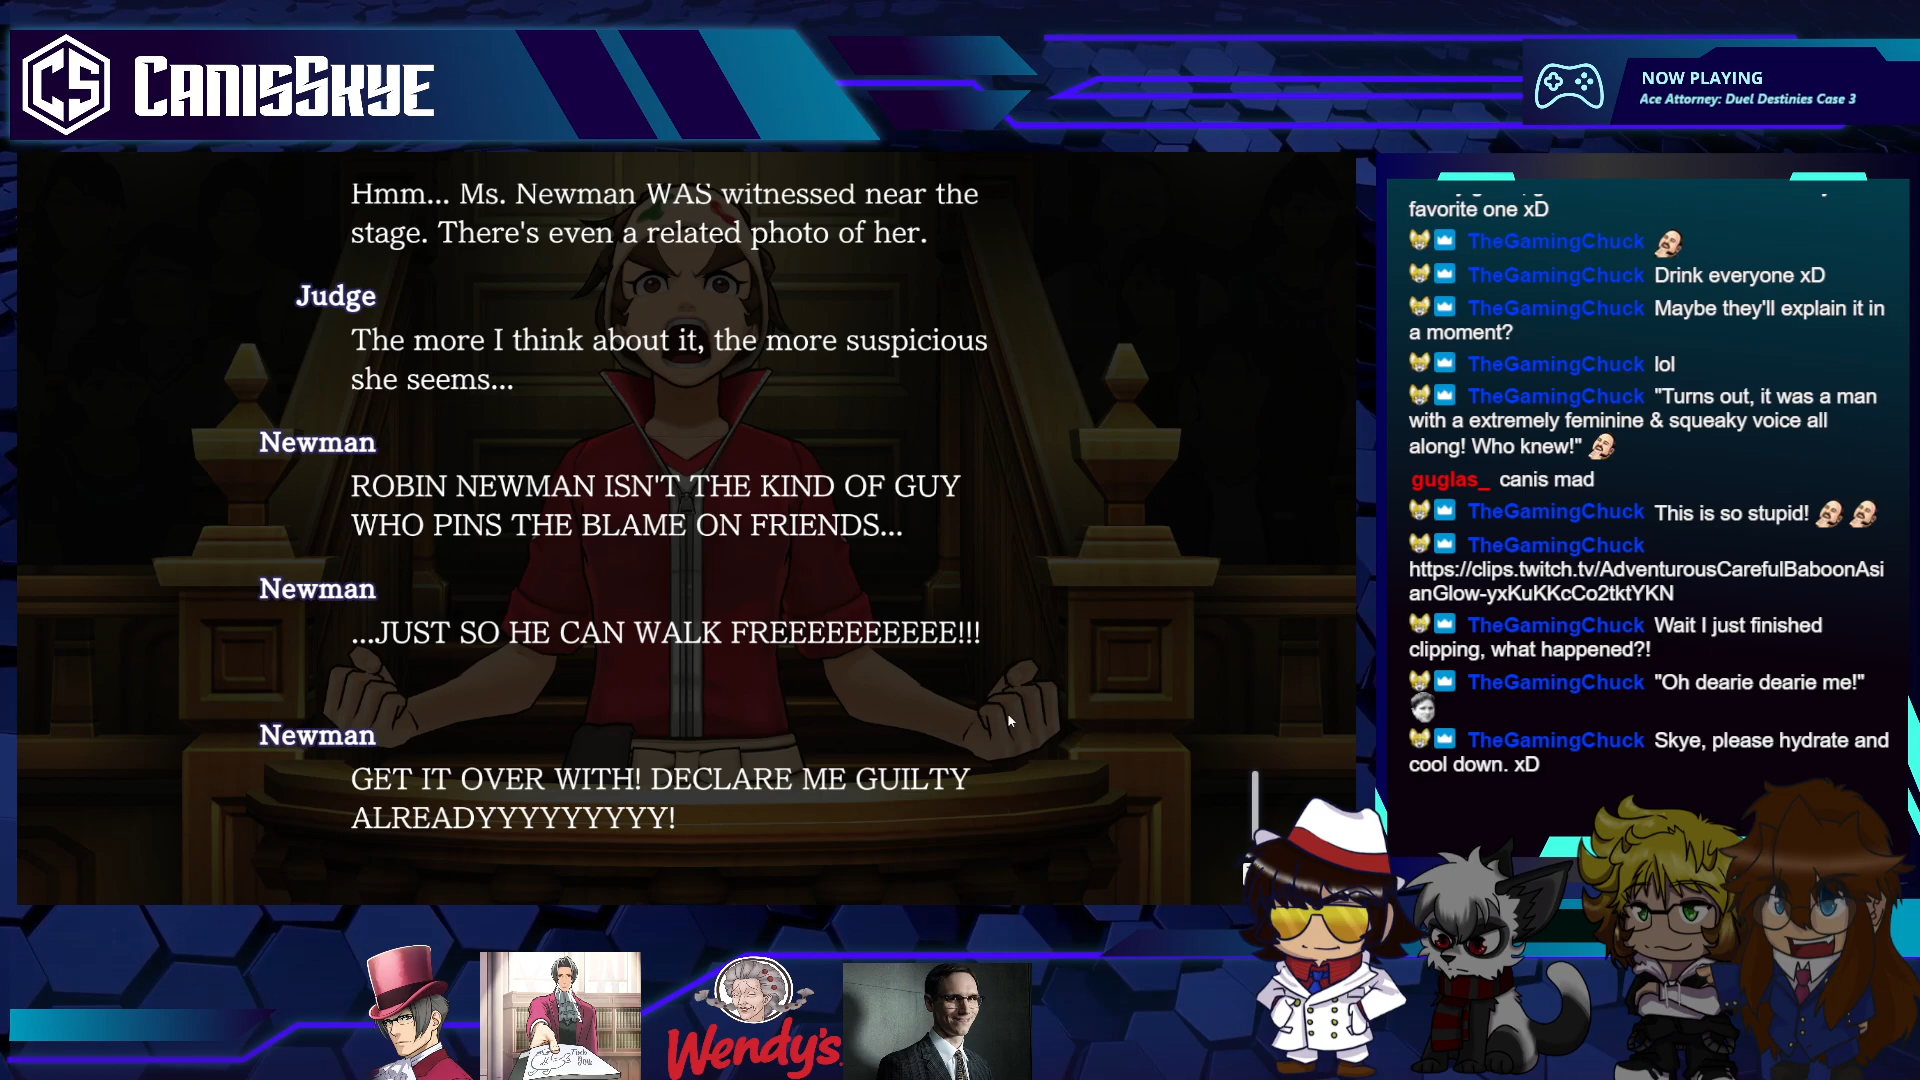 CS CANISSKYE
NOW PLAYING
Ace Attorney: Duel Destinies Case 3
Hmm... Ms. Newman WAS witnessed near the
stage. There's even a related photo of her.
Judge
The more I think about it, the more suspicious
she seems...
Newman
ROBIN NEWMAN ISN'T THE KIND OF GUY
WHO PINS THE BLAME ON FRIENDS...
Newman
...JUST SO HE CAN WALK FREEEEEEEEEE!!!
Newman
GET IT OVER WITH! DECLARE ME GUILTY
ALREADYYYYYYYYY!
favorite one xD
TheGamingChuck
TheGamingChuck Drink everyone xD
TheGamingChuck Maybe they'll explain it in
a moment?
TheGamingChuck lol
TheGamingChuck "Turns out, it was a man
with a extremely feminine & squeaky voice all
along! Who knew!"
guglas_ canis mad
TheGamingChuck This is so stupid!
TheGamingChuck
https://clips.twitch.tv/AdventurousCarefulBaboonAsi
anGlow-yxKuKKcCo2tktYKN
TheGamingChuck Wait I just finished
clipping, what happened?!
TheGamingChuck "Oh dearie dearie me!"
TheGamingChuck Skye, please hydrate and
cool down. xD
Fuck
You
Wendy's